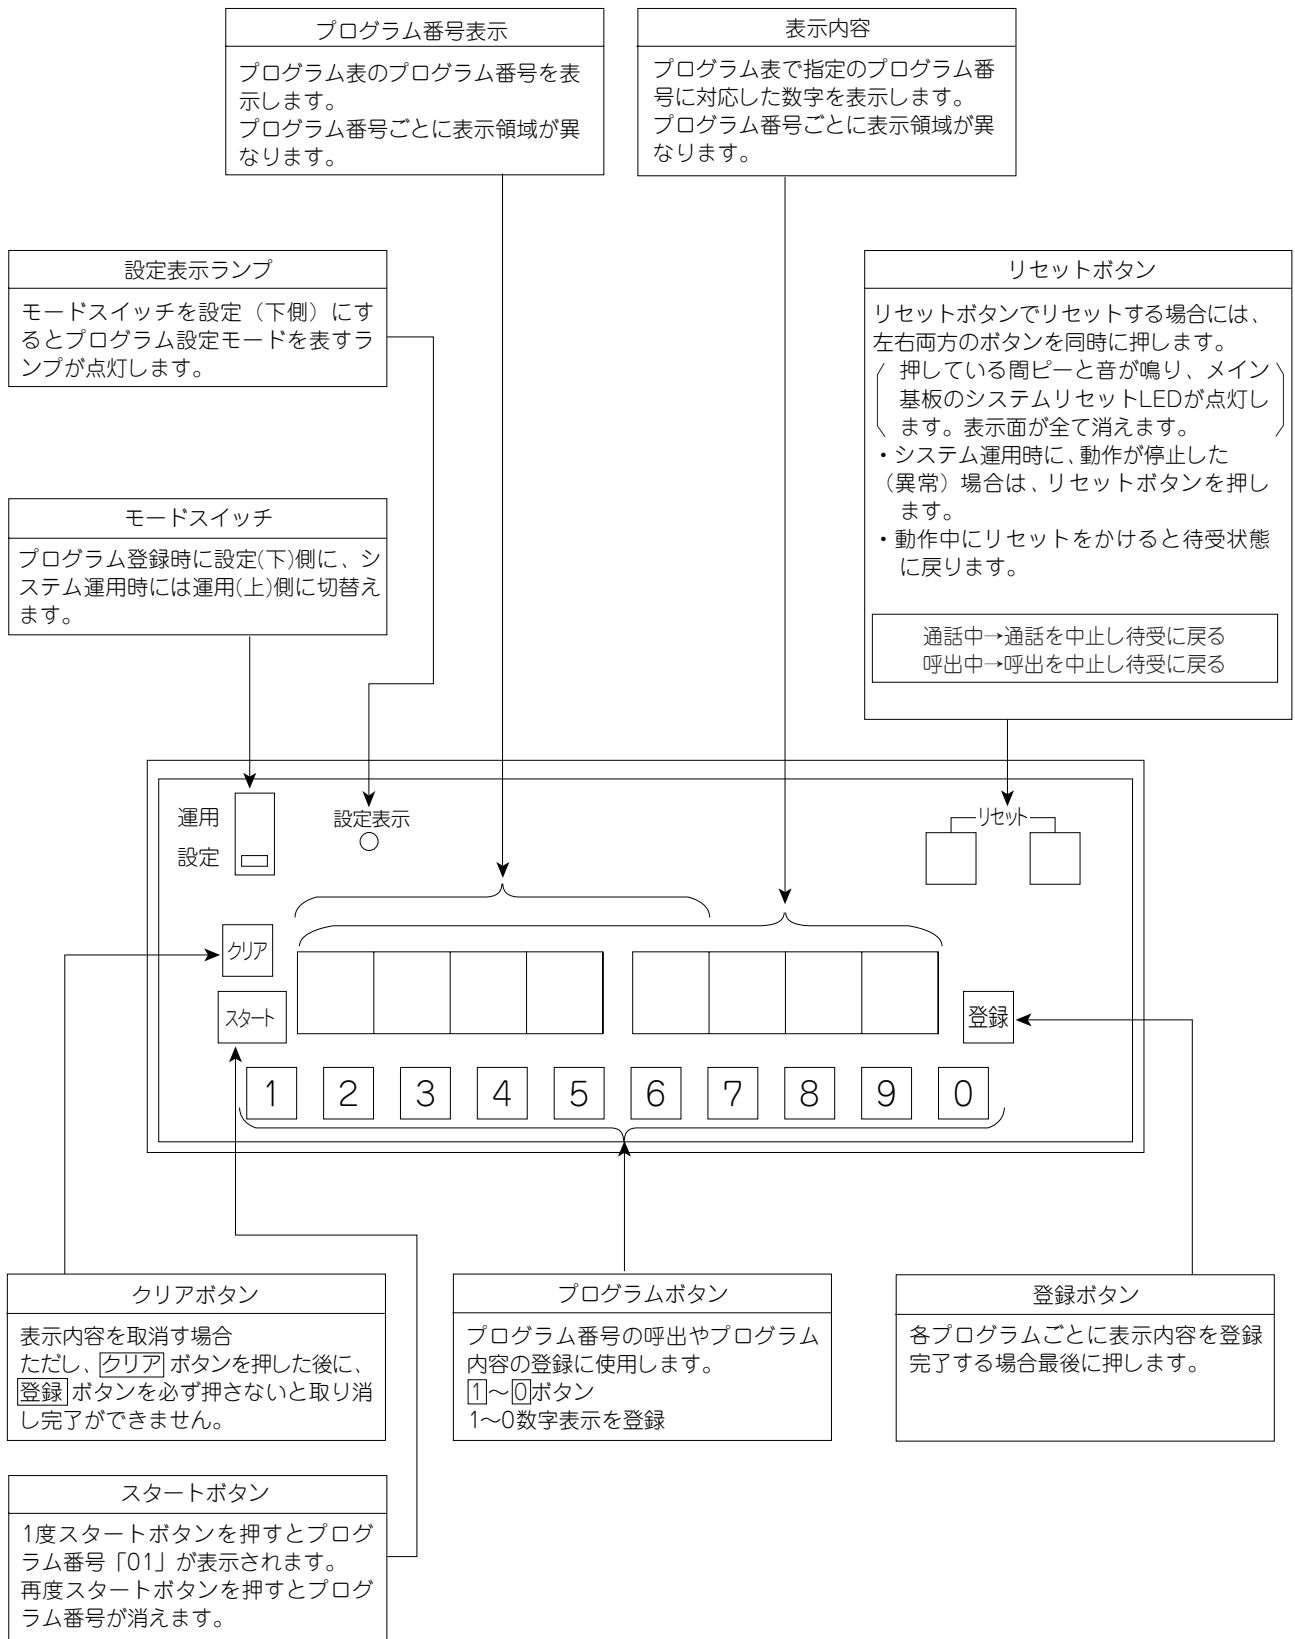 プログラム番号表示
プログラム表のプログラム番号を表
示します。
プログラム番号ごとに表示領域が異
なります。
表示内容
プログラム表で指定のプログラム番
号に対応した数字を表示します。
プログラム番号ごとに表示領域が異
なります。
設定表示ランプ
モードスイッチを設定（下側）にす
るとプログラム設定モードを表すラ
ンプが点灯します。
リセットボタン
リセットボタンでリセットする場合には、
左右両方のボタンを同時に押します。
押している間ピーと音が鳴り、メイン
基板のシステムリセットLEDが点灯し
ます。表示面が全て消えます。
・システム運用時に、動作が停止した
（異常）場合は、リセットボタンを押し
ます。
・動作中にリセットをかけると待受状態
に戻ります。
通話中→通話を中止し待受に戻る
呼出中→呼出を中止し待受に戻る
モードスイッチ
プログラム登録時に設定(下)側に、シ
ステム運用時には運用(上)側に切替え
ます。
運用
設定
設定表示
リセット
クリア
スタート
登録
1 2 3 4 5 6 7 8 9 0
クリアボタン
表示内容を取消す場合
ただし、クリア ボタンを押した後に、
登録 ボタンを必ず押さないと取り消
し完了ができません。
プログラムボタン
プログラム番号の呼出やプログラム
内容の登録に使用します。
1～0ボタン
1～0数字表示を登録
登録ボタン
各プログラムごとに表示内容を登録
完了する場合最後に押します。
スタートボタン
1度スタートボタンを押すとプログ
ラム番号「01」が表示されます。
再度スタートボタンを押すとプログ
ラム番号が消えます。